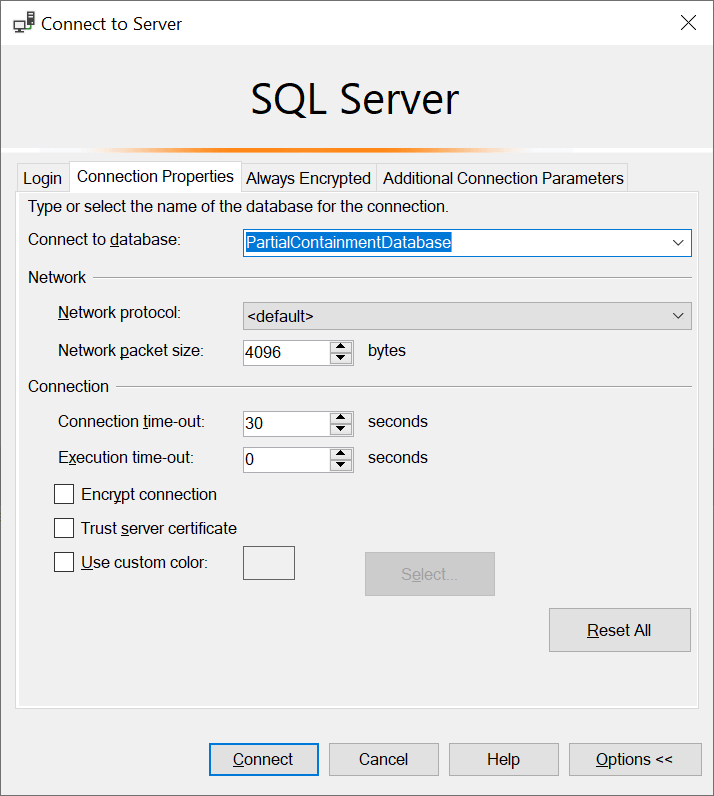 Connect to Server
SQL Server
Login Connection Properties Always Encrypted Additional Connection Parameters
Type or select the name of the database for the connection.
Connect to database: PartialContainmentDatabase
Network
Network protocol: <default>
Network packet size: 4096 bytes
Connection
Connection time-out: 30 seconds
Execution time-out: 0 seconds
Encrypt connection
Trust server certificate
Use custom color: Select...
Reset All
Connect Cancel Help Options <<